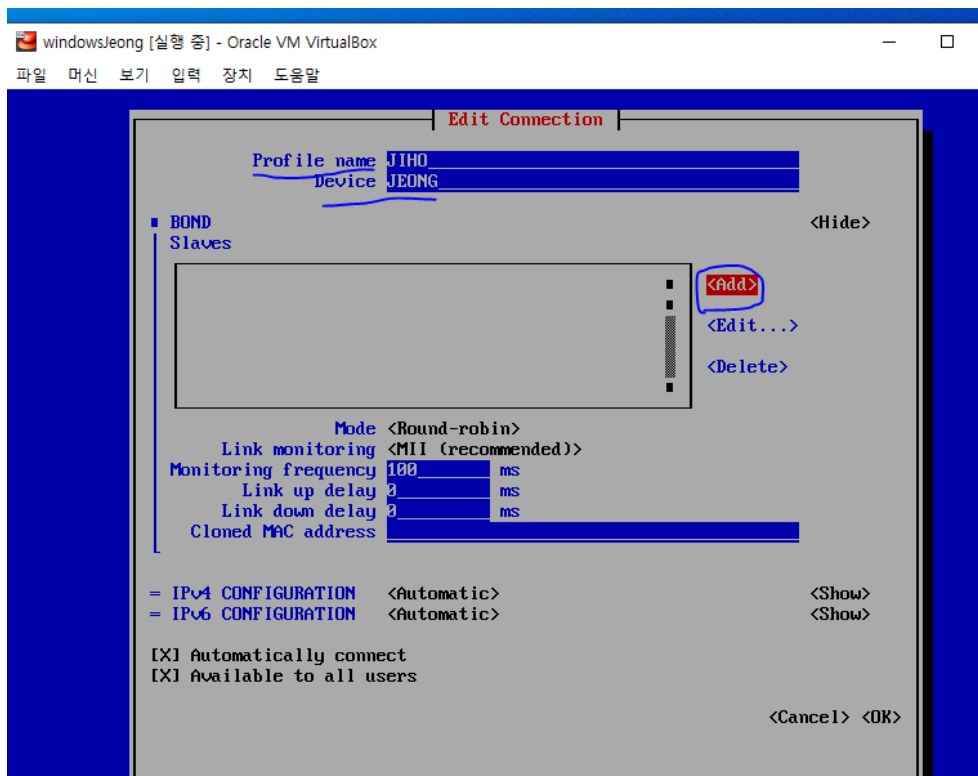 windowsJeong [실행 중] - Oracle VM VirtualBox
파일 머신 보기 입력 장치 도움말
Edit Connection
Profile name JIHO
Device JEONG
BOND <Hide>
Slaves
<Add>
<Edit...>
<Delete>
Mode <Round-robin>
Link monitoring <MII (recommended)>
Monitoring frequency 100 ms
Link up delay 0 ms
Link down delay 0 ms
Cloned MAC address
= IPv4 CONFIGURATION <Automatic> <Show>
= IPv6 CONFIGURATION <Automatic> <Show>
[X] Automatically connect
[X] Available to all users
<Cancel> <OK>